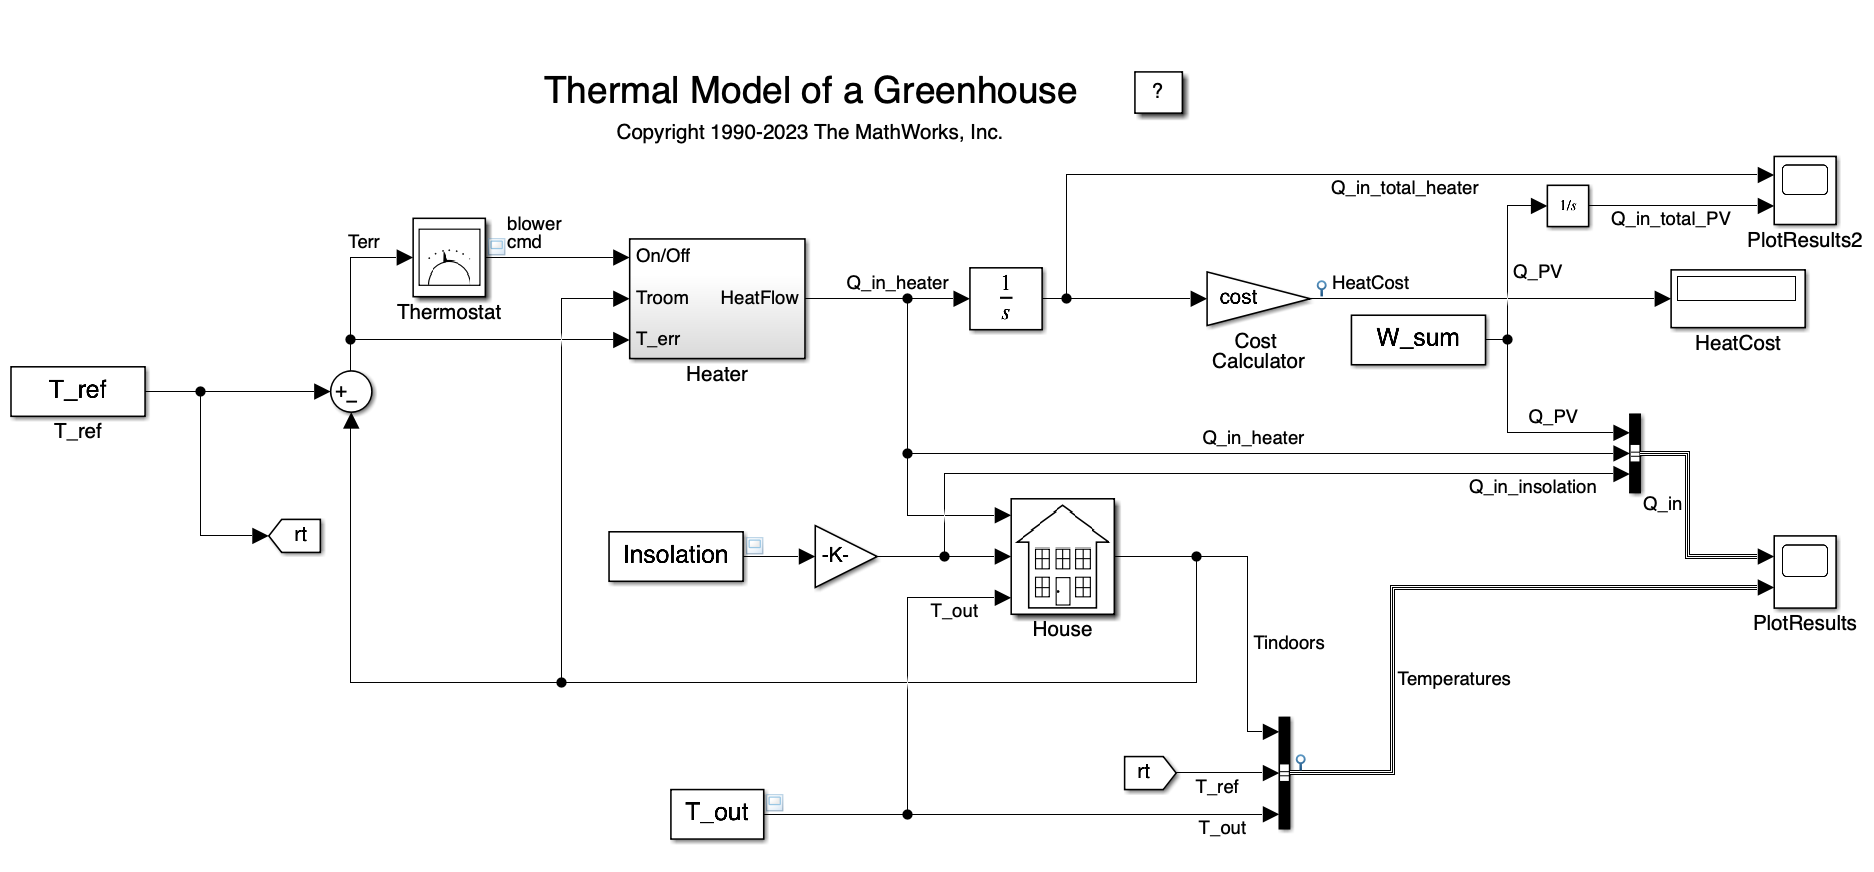 Thermal Model of a Greenhouse
?
Copyright 1990-2023 The MathWorks, Inc.
Q_in_total_heater
1/s
Q_in_total_PV
PlotResults2
blower
cmd
Terr
Thermostat
On/Off
Troom
HeatFlow
T_err
Heater
Q_in_heater
1
s
cost
Cost
Calculator
HeatCost
Q_PV
W_sum
HeatCost
T_ref
T_ref
+
_
Q_PV
Q_in_heater
Q_in_insolation
Q_in
rt
Insolation
-K-
T_out
House
PlotResults
Tindoors
Temperatures
rt
T_ref
T_out
T_out